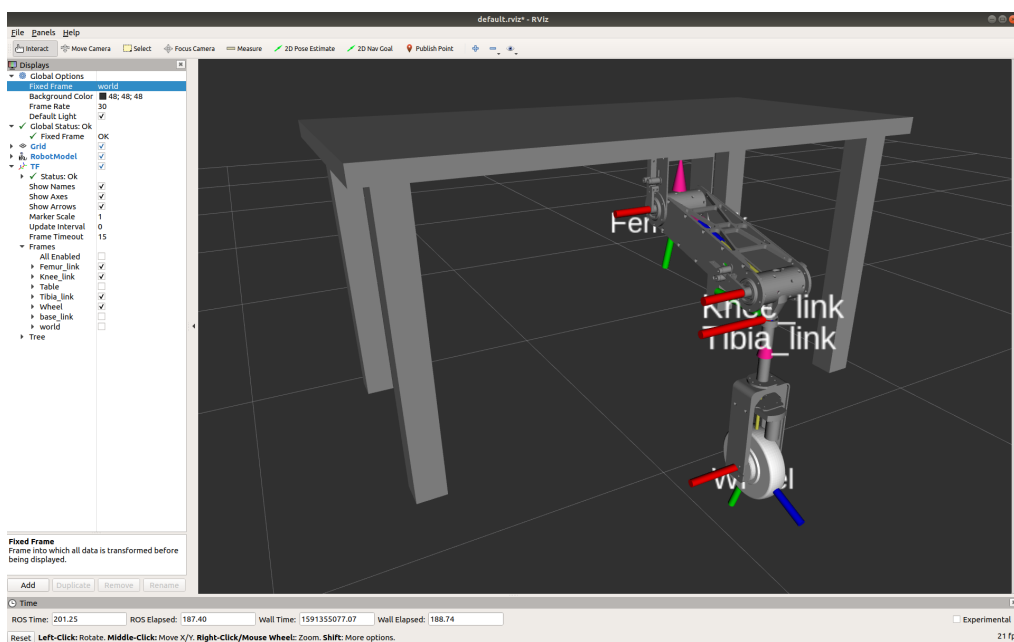 default.rviz* - RViz
File Panels Help
Interact Move Camera Select Focus Camera Measure 2D Pose Estimate 2D Nav Goal Publish Point
Displays
Global Options
Fixed Frame world
Background Color 48; 48; 48
Frame Rate 30
Default Light
Global Status: Ok
Fixed Frame OK
Grid
RobotModel
TF
Status: Ok
Show Names
Show Axes
Show Arrows
Marker Scale 1
Update Interval 0
Frame Timeout 15
Frames
All Enabled
Femur_link
Knee_link
Table
Tibia_link
Wheel
base_link
world
Tree
Knee_link
Tibia_link
Wheel
Fixed Frame
Frame into which all data is transformed before
being displayed.
Add Duplicate Remove Rename
Time
ROS Time: 201.25 ROS Elapsed: 187.40 Wall Time: 1591355077.07 Wall Elapsed: 188.74 Experimental
Reset Left-Click: Rotate. Middle-Click: Move X/Y. Right-Click/Mouse Wheel: Zoom. Shift: More options. 21 fp